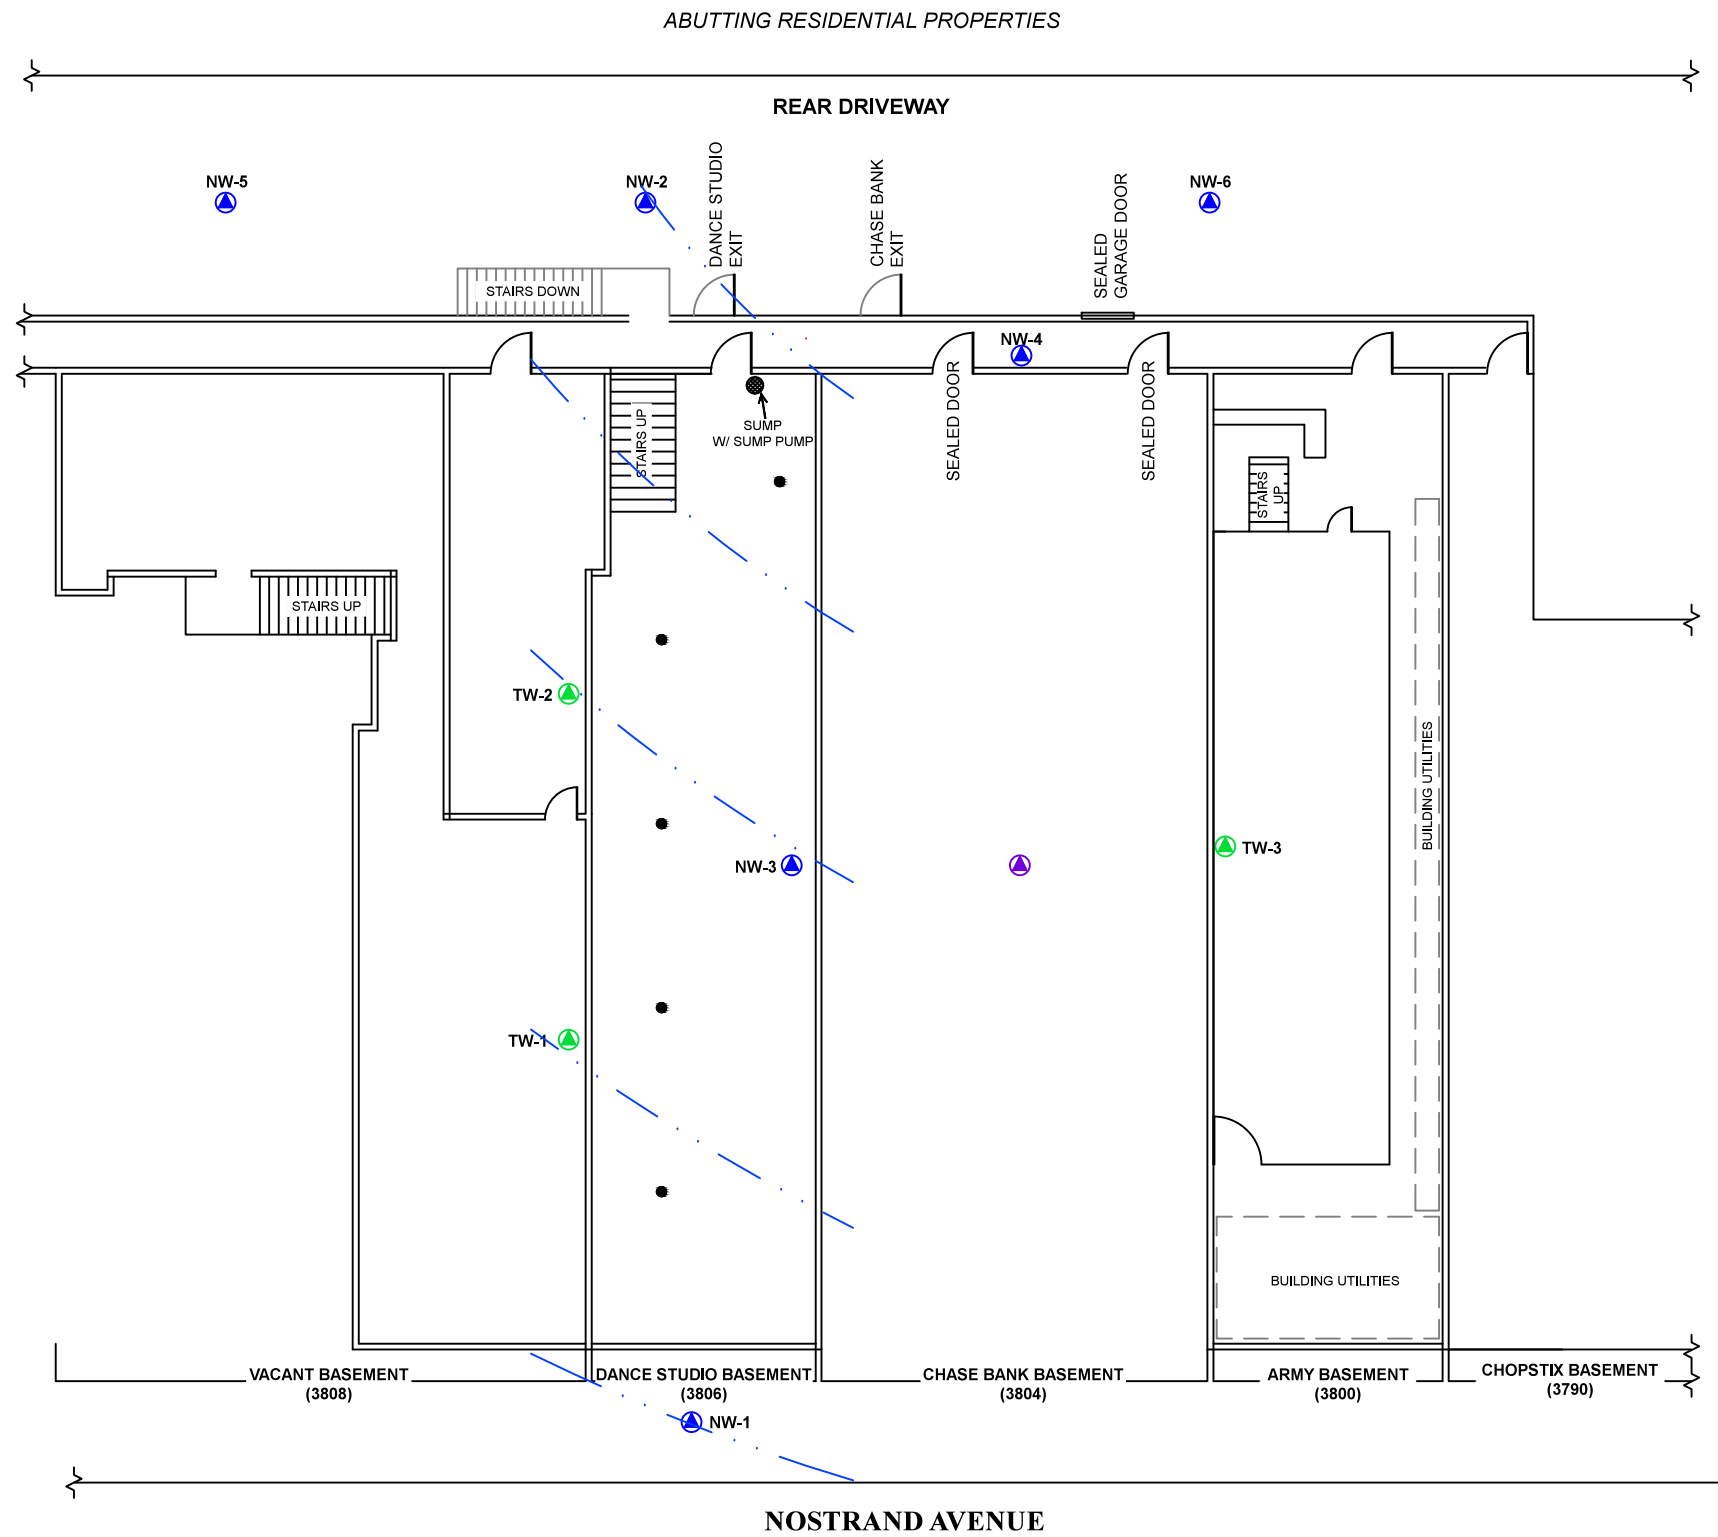 ABUTTING RESIDENTIAL PROPERTIES
REAR DRIVEWAY
NW-5
NW-2
DANCE STUDIO
EXIT
CHASE BANK
EXIT
SEALED
GARAGE DOOR
NW-6
STAIRS DOWN
NW-4
SEALED DOOR
SEALED DOOR
STAIRS UP
SUMP
W/ SUMP PUMP
STAIRS
UP
STAIRS UP
TW-2
BUILDING UTILITIES
NW-3
TW-3
TW-1
BUILDING UTILITIES
VACANT BASEMENT
(3808)
DANCE STUDIO BASEMENT
(3806)
CHASE BANK BASEMENT
(3804)
ARMY BASEMENT
(3800)
CHOPSTIX BASEMENT
(3790)
NW-1
NOSTRAND AVENUE